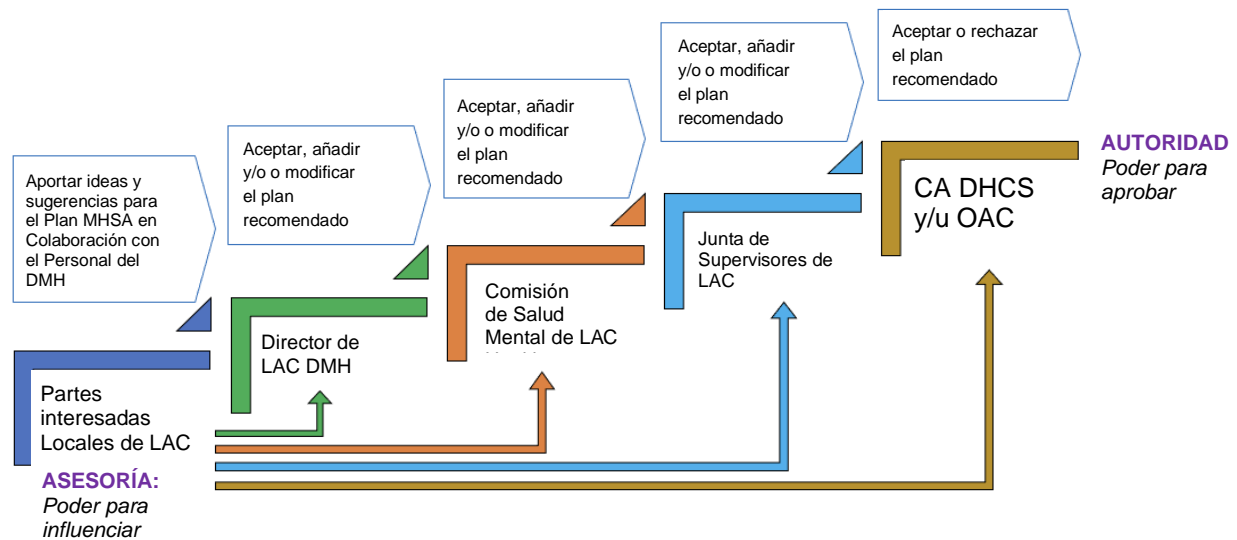 Aportar ideas y
sugerencias para
el Plan MHSA en
Colaboración con
el Personal del
DMH
Aceptar, añadir
y/o o modificar
el plan
recomendado
Aceptar, añadir
y/o o modificar
el plan
recomendado
Aceptar, añadir
y/o o modificar
el plan
recomendado
Aceptar o rechazar
el plan
recomendado
Partes
interesadas
Locales de LAC
Director de
LAC DMH
Comisión
de Salud
Mental de LAC
Junta de
Supervisores de
LAC
CA DHCS
y/u OAC
AUTORIDAD
Poder para
aprobar
ASESORÍA:
Poder para
influenciar